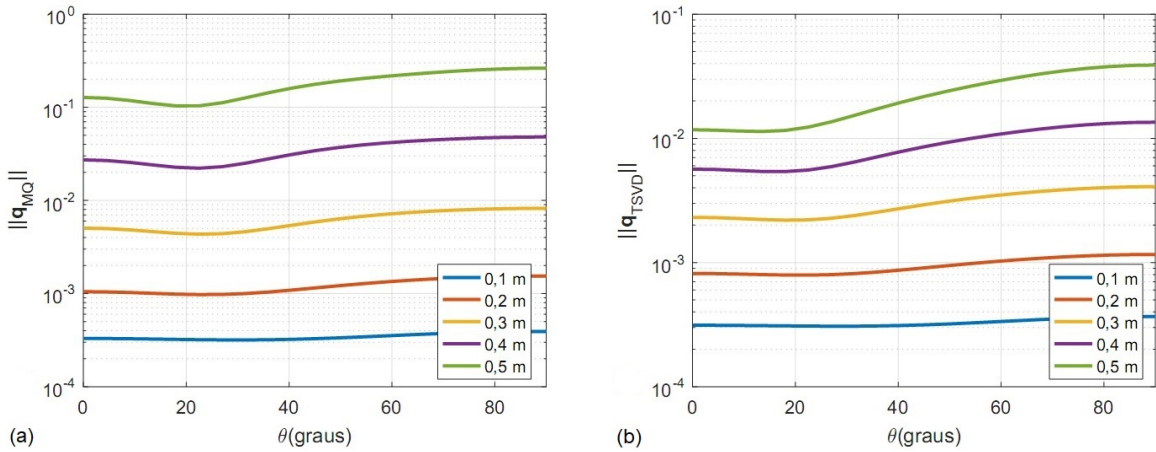 10^0
10^-1
10^-2
10^-3
10^-4
||q_MQ||
0 20 40 60 80
θ(graus)
(a)
0,1 m
0,2 m
0,3 m
0,4 m
0,5 m
10^-1
10^-2
10^-3
10^-4
||q_TSVD||
0 20 40 60 80
θ(graus)
(b)
0,1 m
0,2 m
0,3 m
0,4 m
0,5 m